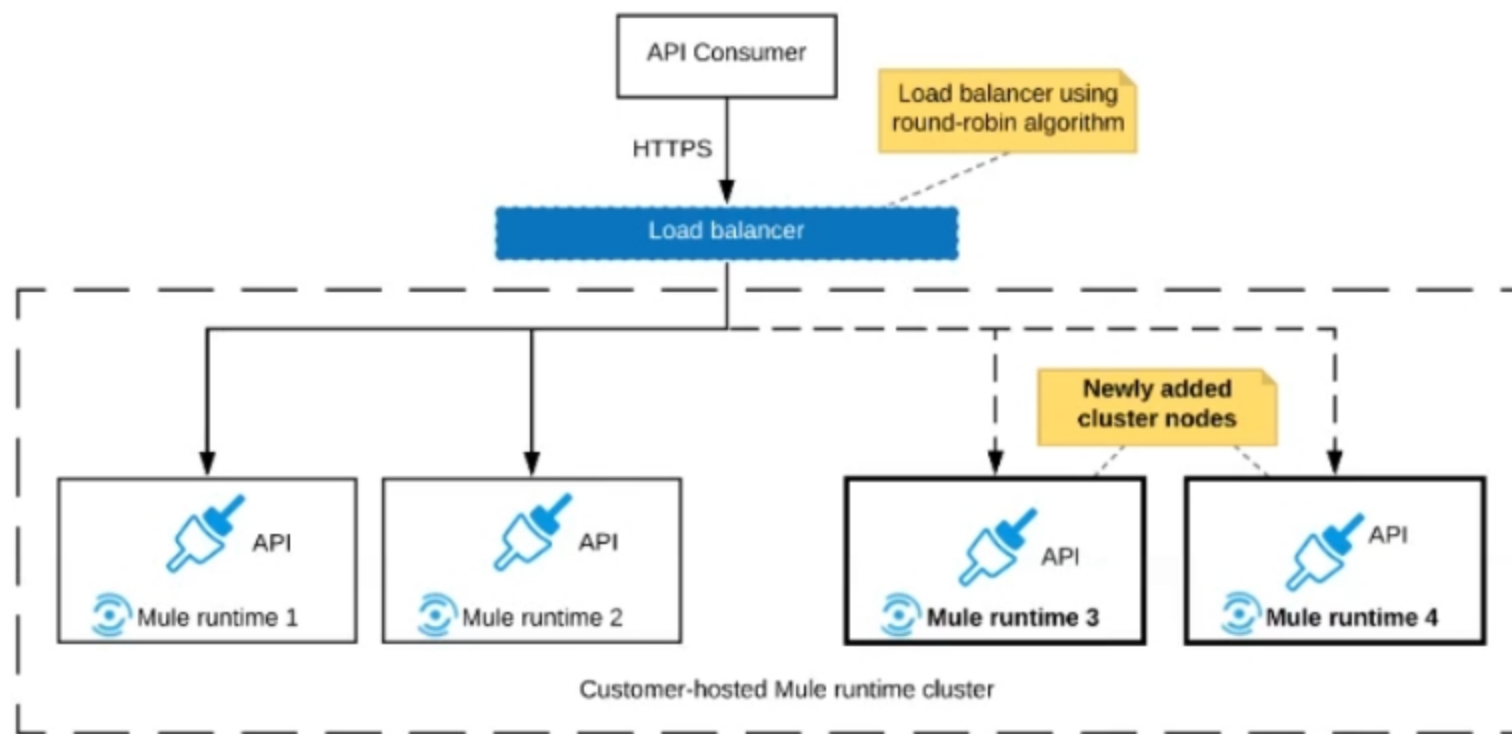 API Consumer
Load balancer using
round-robin algorithm
HTTPS
Load balancer
Newly added
cluster nodes
API
Mule runtime 1
API
Mule runtime 2
API
Mule runtime 3
API
Mule runtime 4
Customer-hosted Mule runtime cluster